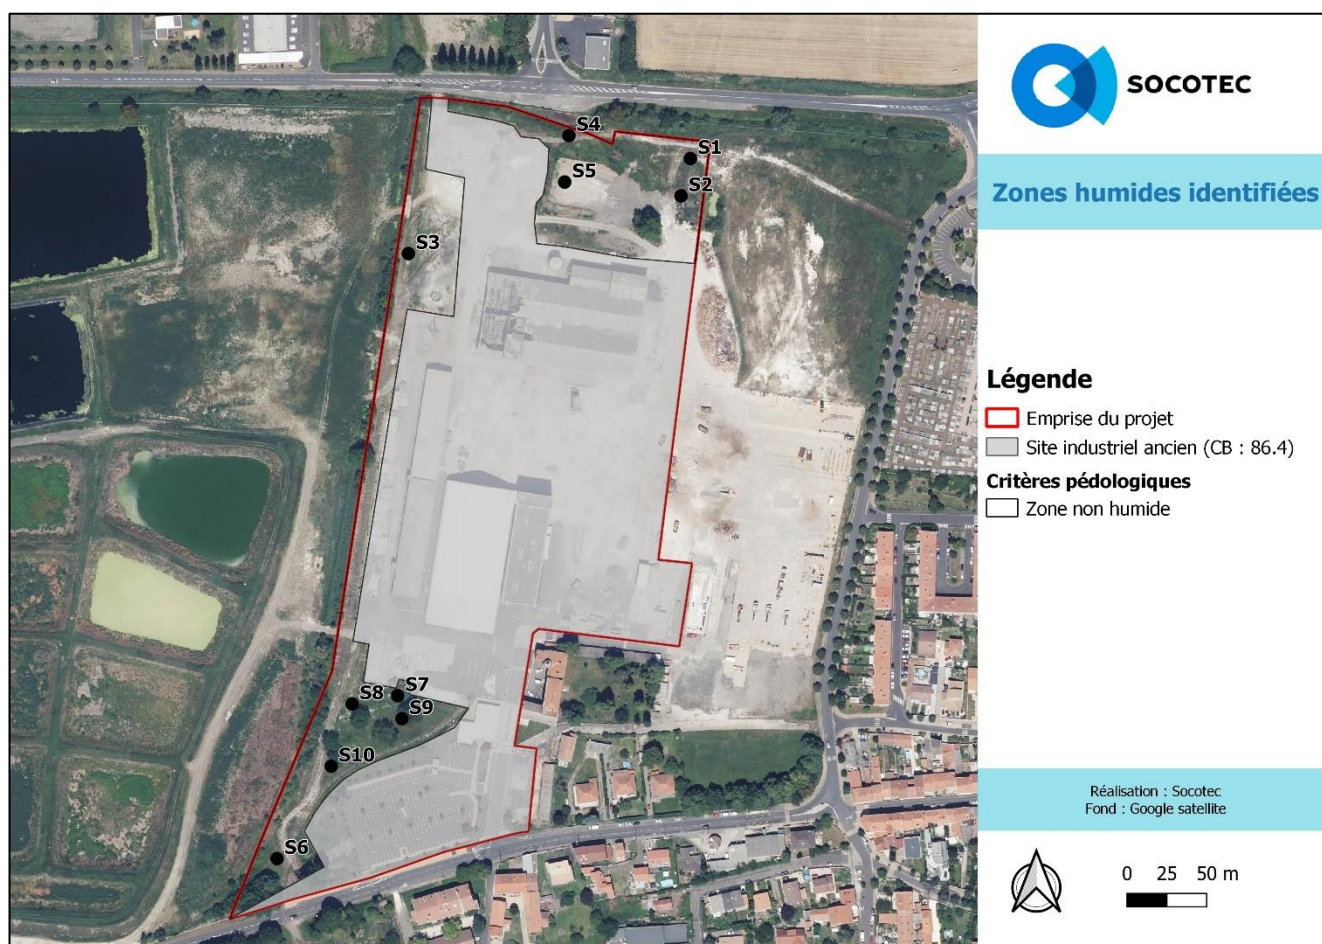 SOCOTEC
Zones humides identifiées
S4
S1
S5
S2
S3
S7
S8
S9
S10
S6
Légende
Emprise du projet
Site industriel ancien (CB : 86.4)
Critères pédologiques
Zone non humide
Réalisation : Socotec
Fond : Google satellite
0 25 50 m